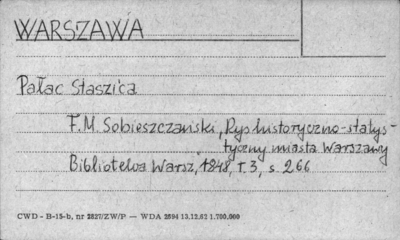 WARSZAWA
Pałac Staszica
F.M. Sobieszczański, "Rys historyczno-statys-
tyczny miasta Warszawy
Biblioteka Warsz, 1848, T. 3, s. 266
CWD - B-15-b, nr 2827/ZW/P — WDA 2594 13.12.62 1.700.000